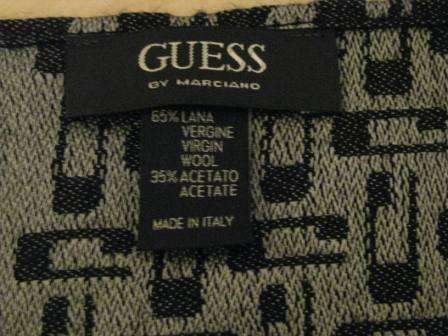 GUESS
BY MARCIANO
65% LANA
VERGINE
VIRGIN
WOOL
35% ACETATO
ACETATE
MADE IN ITALY